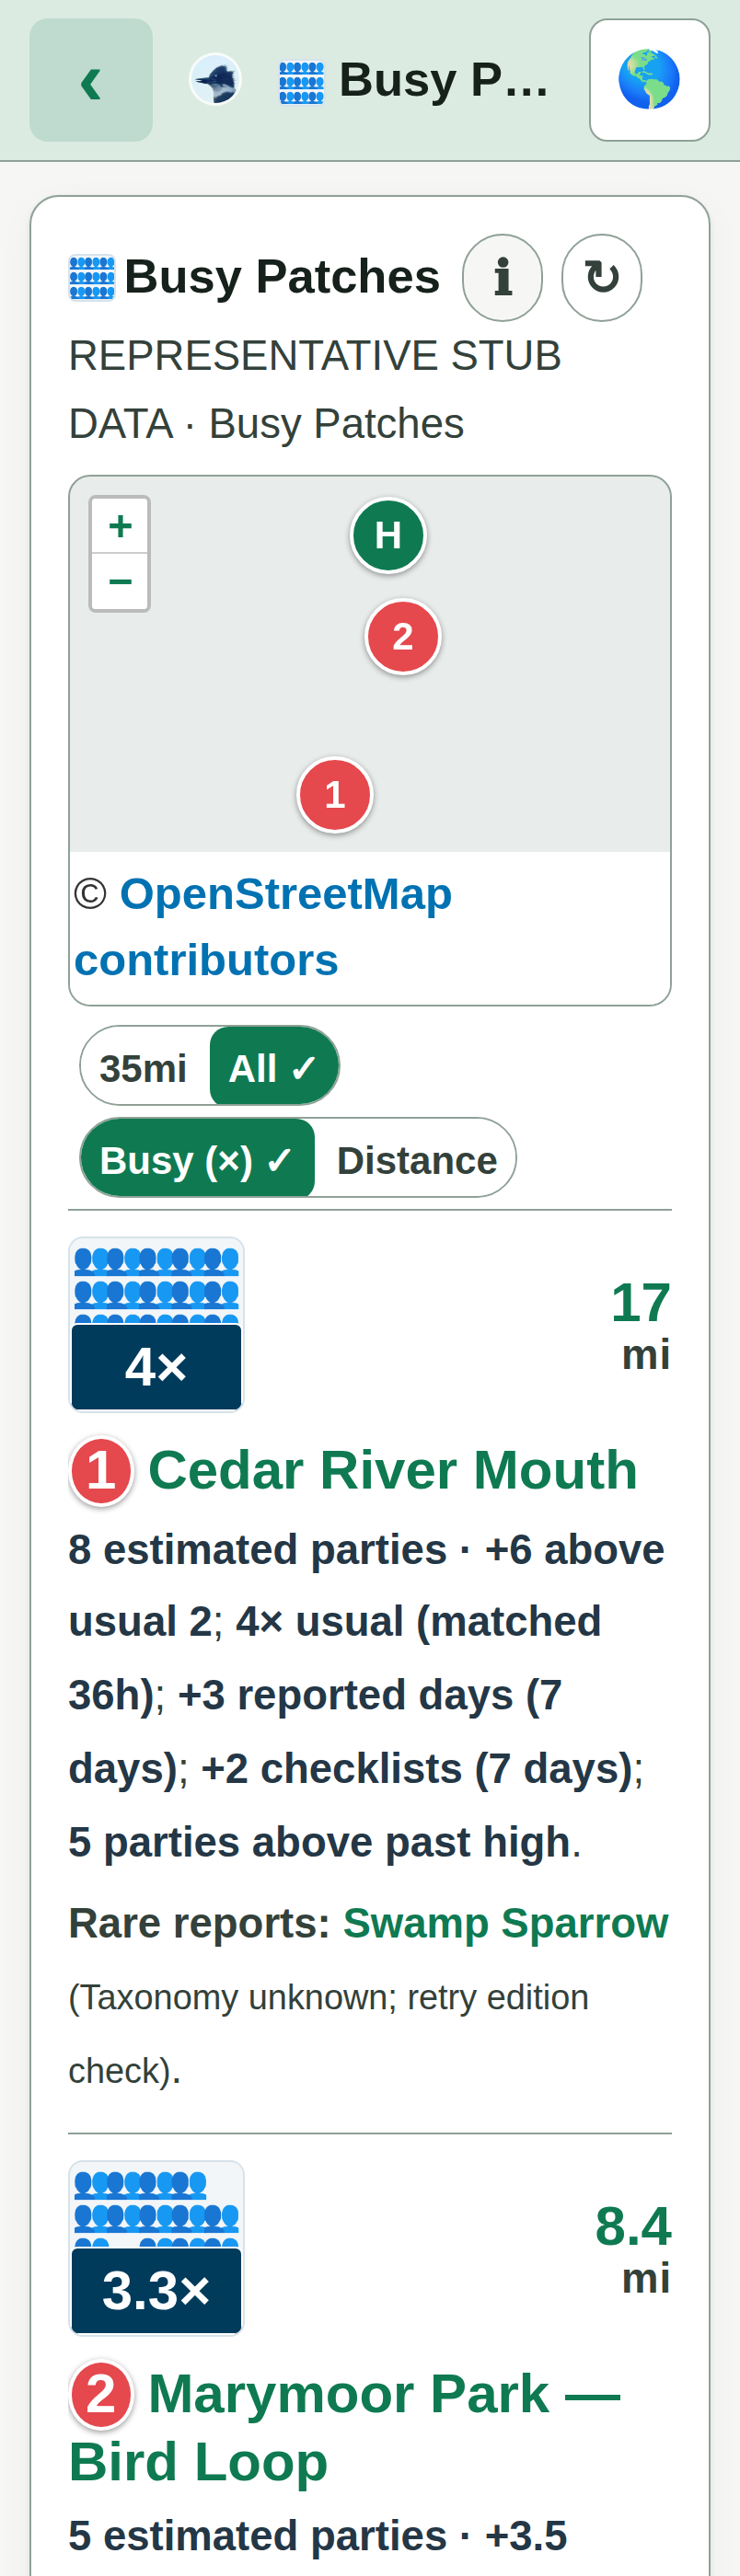 ‹ Busy P…
Busy Patches ℹ ↻
REPRESENTATIVE STUB
DATA · Busy Patches
+
−
H
2
1
© OpenStreetMap
contributors
35mi All ✓
Busy (×) ✓ Distance
4×
17
mi
1 Cedar River Mouth
8 estimated parties · +6 above
usual 2; 4× usual (matched
36h); +3 reported days (7
days); +2 checklists (7 days);
5 parties above past high.
Rare reports: Swamp Sparrow
(Taxonomy unknown; retry edition
check).
3.3×
8.4
mi
2 Marymoor Park —
Bird Loop
5 estimated parties · +3.5